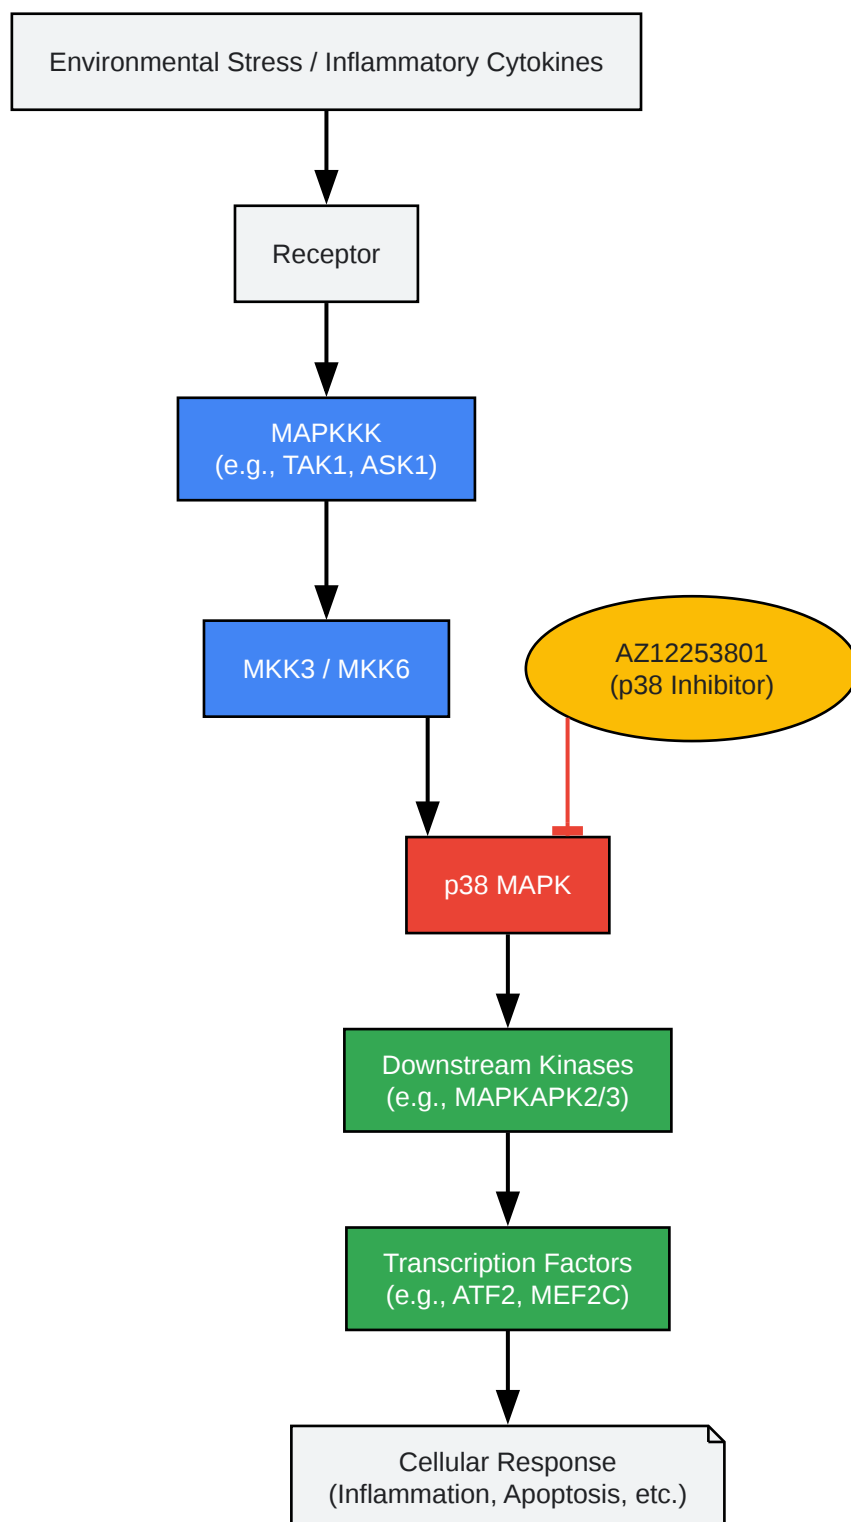 Environmental Stress / Inflammatory Cytokines
Receptor
MAPKKK
(e.g., TAK1, ASK1)
MKK3 / MKK6
AZ12253801
(p38 Inhibitor)
p38 MAPK
Downstream Kinases
(e.g., MAPKAPK2/3)
Transcription Factors
(e.g., ATF2, MEF2C)
Cellular Response
(Inflammation, Apoptosis, etc.)